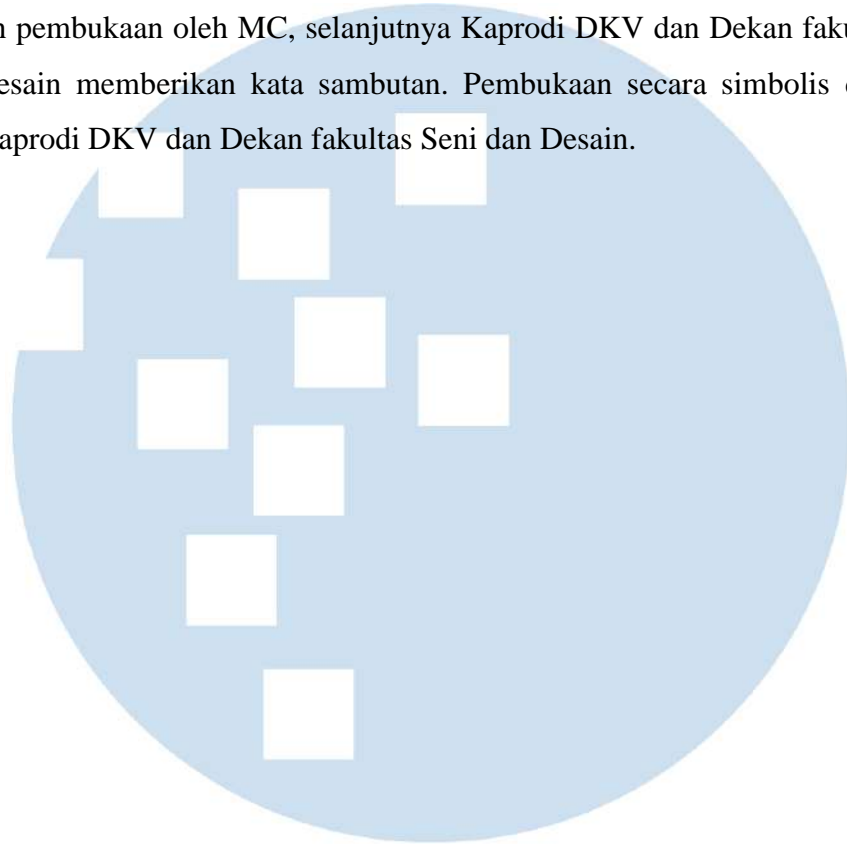 pembukaan oleh MC, selanjutnya Kaprodi DKV dan Dekan
memberikan kata sambutan. Pembukaan secara simbolis
dan Dekan fakultas Seni dan Desain.